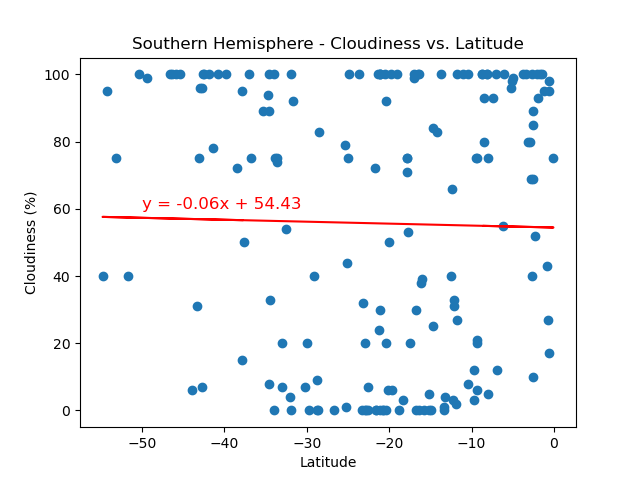 Southern Hemisphere - Cloudiness vs. Latitude
100
80
60
40
20
0
Cloudiness (%)
y = -0.06x + 54.43
−50 −40 −30 −20 −10 0
Latitude